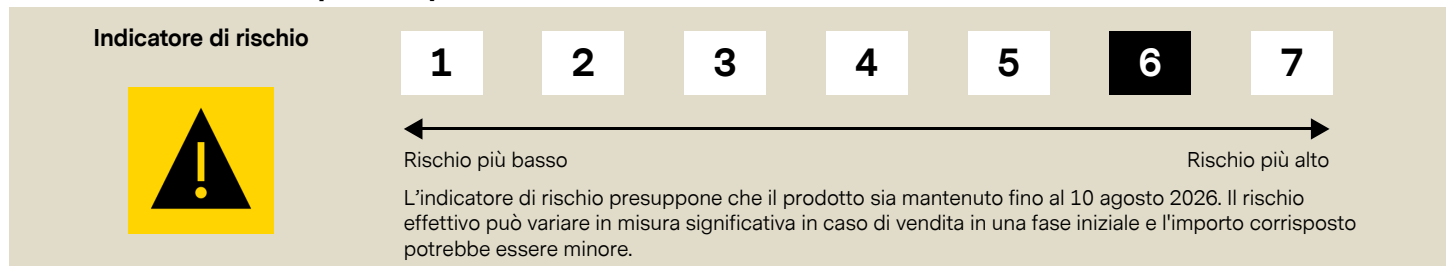 Indicatore di rischio
1 2 3 4 5 6 7
Rischio più basso Rischio più alto
L'indicatore di rischio presuppone che il prodotto sia mantenuto fino al 10 agosto 2026. Il rischio
effettivo può variare in misura significativa in caso di vendita in una fase iniziale e l'importo corrisposto
potrebbe essere minore.